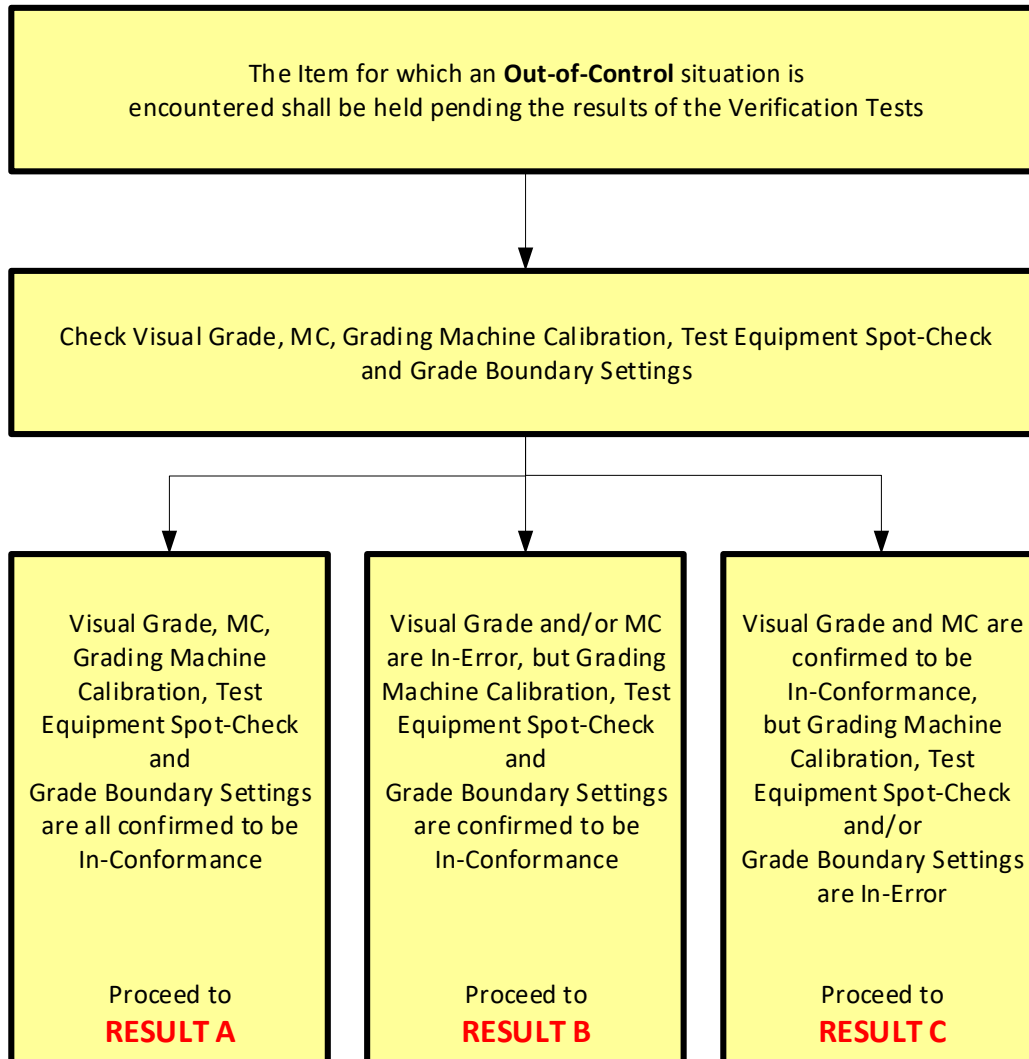 The Item for which an Out-of-Control situation is
encountered shall be held pending the results of the Verification Tests
Check Visual Grade, MC, Grading Machine Calibration, Test Equipment Spot-Check
and Grade Boundary Settings
Visual Grade, MC,
Grading Machine
Calibration, Test
Equipment Spot-Check
and
Grade Boundary Settings
are all confirmed to be
In-Conformance
Proceed to
RESULT A
Visual Grade and/or MC
are In-Error, but Grading
Machine Calibration, Test
Equipment Spot-Check
and
Grade Boundary Settings
are confirmed to be
In-Conformance
Proceed to
RESULT B
Visual Grade and MC are
confirmed to be
In-Conformance,
but Grading Machine
Calibration, Test
Equipment Spot-Check
and/or
Grade Boundary Settings
are In-Error
Proceed to
RESULT C